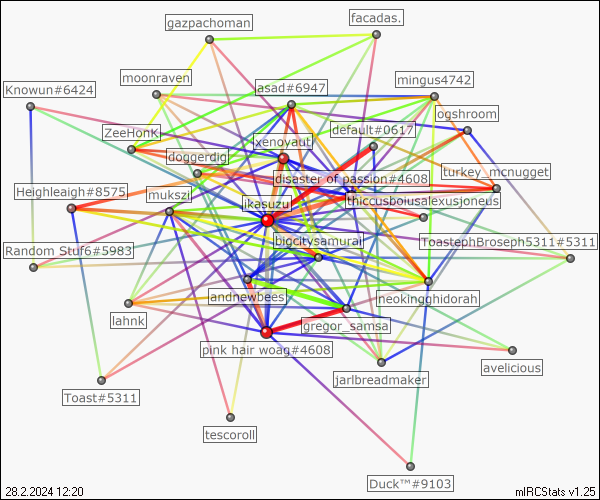 gazpachoman
facadas.
moonraven
mingus4742
Knowun#6424
asad#6947
ogshroom
default#0617
ZeeHonK
xenovaut
doggerdig
turkey_mcnugget
disaster of passion#4608
Heighleaigh#8575
mukszi
ikasuzu
thiccusboiusalexusjoneus
Random Stuf6#5983
bigcitysamurai
ToastephBroseph5311#5311
andnewbees
neokingghidorah
lahnk
gregor_samsa
pink hair woag#4608
avelicious
jarlbreadmaker
Toast#5311
tescoroll
Duck™#9103
28.2.2024 12:20
mIRCStats v1.25